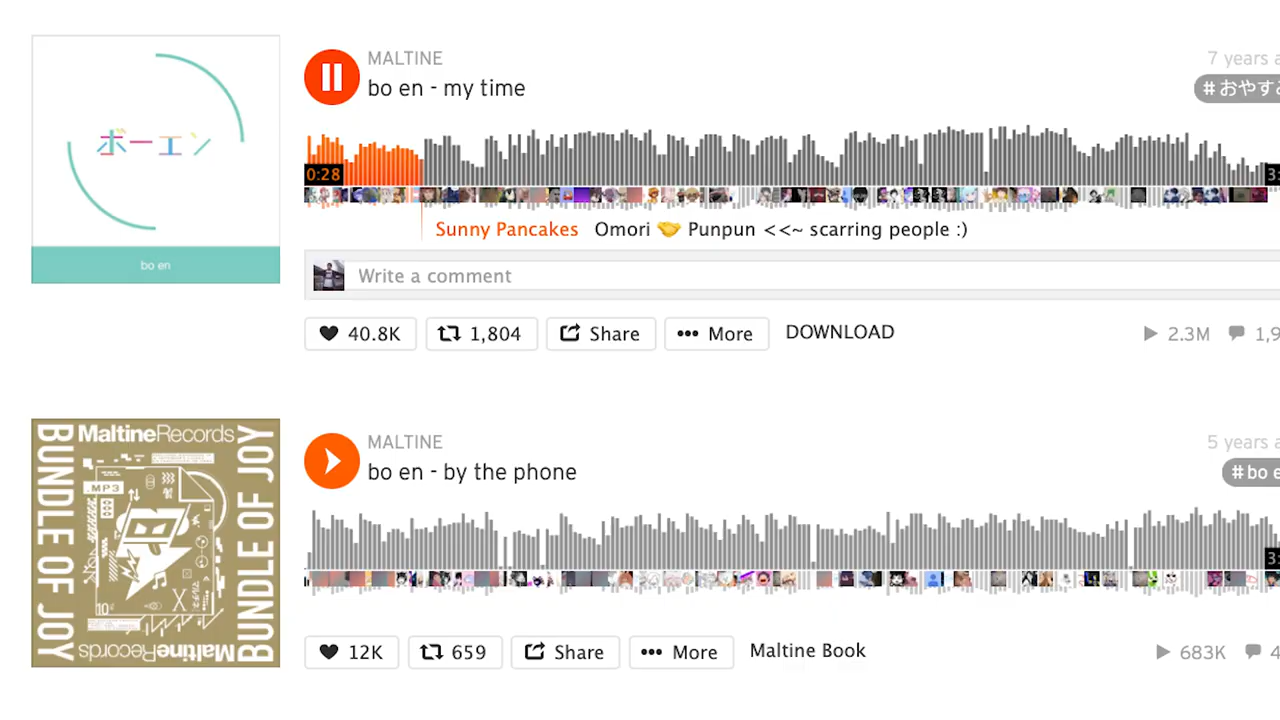 MALTINE
7 years a
bo en - my time
# おやすみ
ボーエン
0:28
3:
Sunny Pancakes Omori 🤝 Punpun <<~ scarring people :)
bo en
Write a comment
40.8K 1,804 Share More DOWNLOAD 2.3M 1,9
MALTINE
5 years a
bo en - by the phone
#bo e
MaltineRecords
BUNDLE OF JOY
BUNDLE OF JOY
MP3
MaltineRecords
3:
12K 659 Share More Maltine Book 683K 4